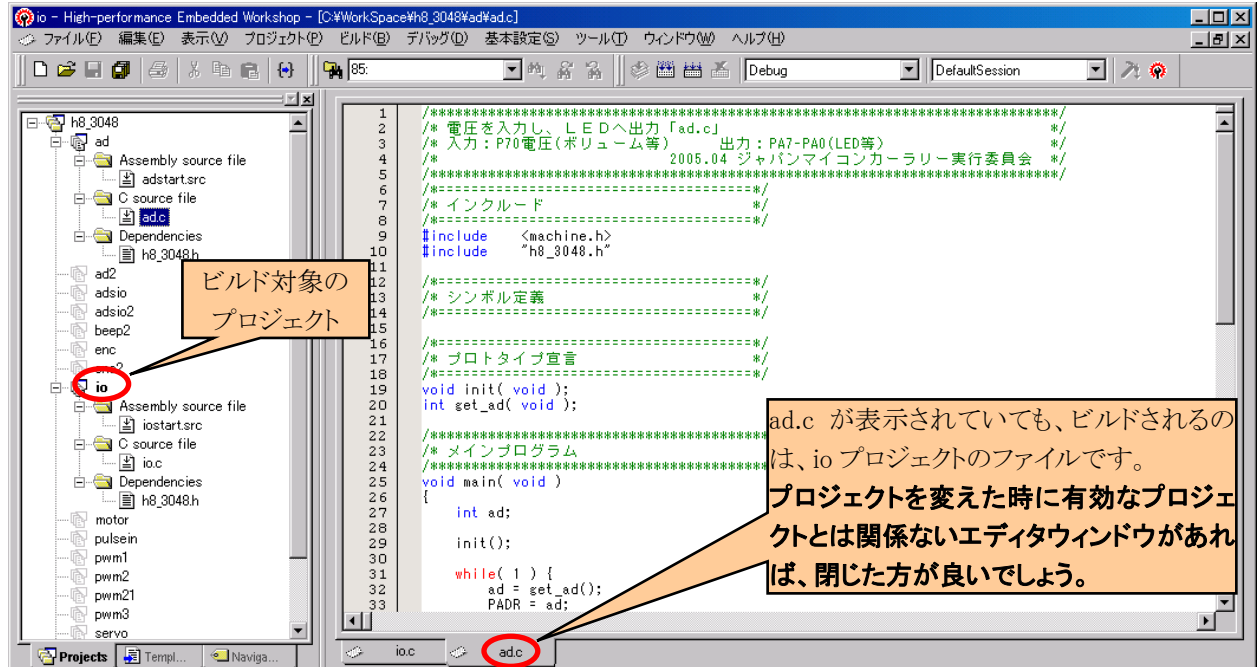 io - High-performance Embedded Workshop - [C:¥WorkSpace¥h8_3048¥ad¥ad.c]
ファイル(F) 編集(E) 表示(V) プロジェクト(P) ビルド(B) デバッグ(D) 基本設定(S) ツール(T) ウィンドウ(W) ヘルプ(H)
85:
Debug
DefaultSession
h8_3048
ad
Assembly source file
adstart.src
C source file
ad.c
Dependencies
h8_3048.h
ad2
adsio
adsio2
beep2
enc
enc2
io
Assembly source file
iostart.src
C source file
io.c
Dependencies
h8_3048.h
motor
pulsein
pwm1
pwm2
pwm21
pwm3
servo
Projects Templ... Naviga...
ビルド対象の
プロジェクト
1 /****************************************************************************/
2 /* 電圧を入力し、LEDへ出力「ad.c」 */
3 /* 入力:P70電圧(ボリューム等) 出力:PA7-PA0(LED等) */
4 /* 2005.04 ジャパンマイコンカーラリー実行委員会 */
5 /****************************************************************************/
6 /*======================================*/
7 /* インクルード */
8 /*======================================*/
9 #include <machine.h>
10 #include "h8_3048.h"
11
12 /*======================================*/
13 /* シンボル定義 */
14 /*======================================*/
15
16 /*======================================*/
17 /* プロトタイプ宣言 */
18 /*======================================*/
19 void init( void );
20 int get_ad( void );
21
22 /******************************************
23 /* メインプログラム
24 /******************************************
25 void main( void )
26 {
27 int ad;
28
29 init();
30
31 while( 1 ) {
32 ad = get_ad();
33 PADR = ad;
ad.c が表示されていても、ビルドされるの
は、io プロジェクトのファイルです。
プロジェクトを変えた時に有効なプロジェ
クトとは関係ないエディタウィンドウがあれ
ば、閉じた方が良いでしょう。
io.c ad.c